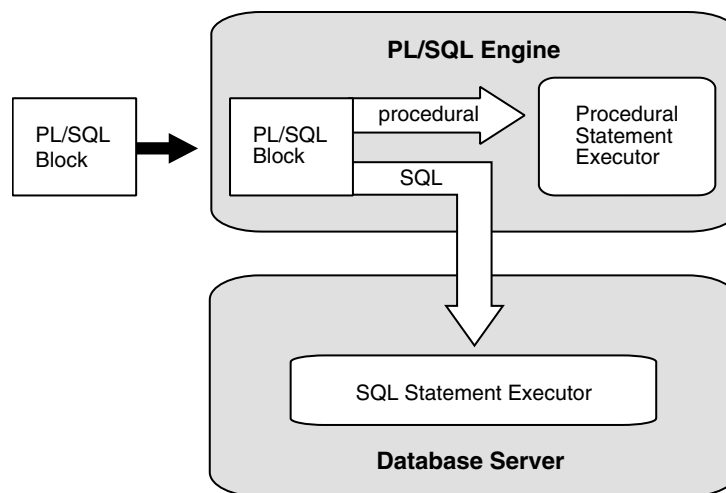 PL/SQL Engine
PL/SQL
Block
PL/SQL
Block
procedural
SQL
Procedural
Statement
Executor
SQL Statement Executor
Database Server